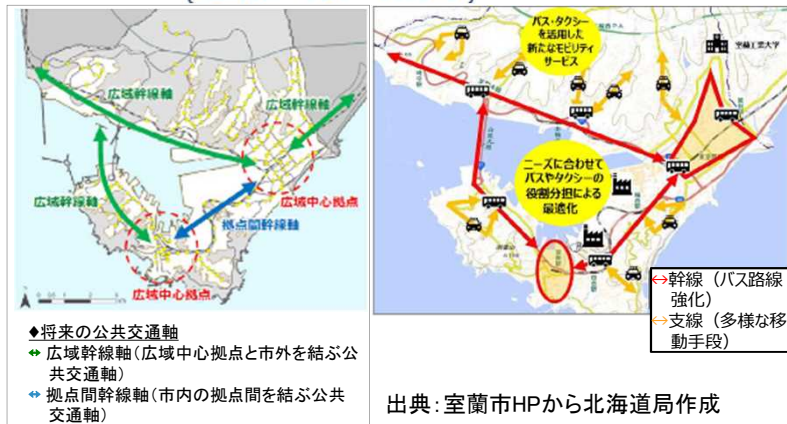 広域幹線軸
広域幹線軸
広域幹線軸
広域中心拠点
拠点間幹線軸
広域中心拠点
◆将来の公共交通軸
広域幹線軸(広域中心拠点と市外を結ぶ公
共交通軸)
拠点間幹線軸(市内の拠点間を結ぶ公共
交通軸)
バス・タクシー
を活用した
新たなモビリティ
サービス
室蘭工業大学
ニーズに合わせて
バスやタクシーの
役割分担による
最適化
幹線（バス路線
強化）
支線（多様な移
動手段）
出典：室蘭市HPから北海道局作成